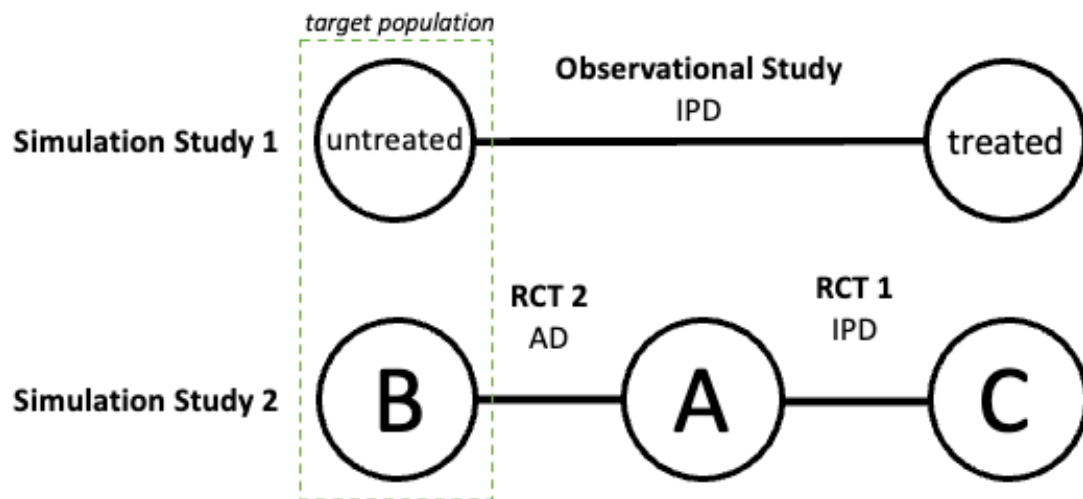 target population
Observational Study
IPD
Simulation Study 1
untreated
treated
RCT 2
AD
RCT 1
IPD
Simulation Study 2
B
A
C